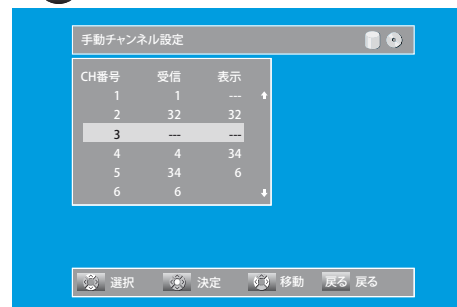 手動チャンネル設定
CH番号 受信 表示
1 1 ---
2 32 32
3 --- ---
4 4 34
5 34 6
6 6
選択 決定 移動 戻る 戻る